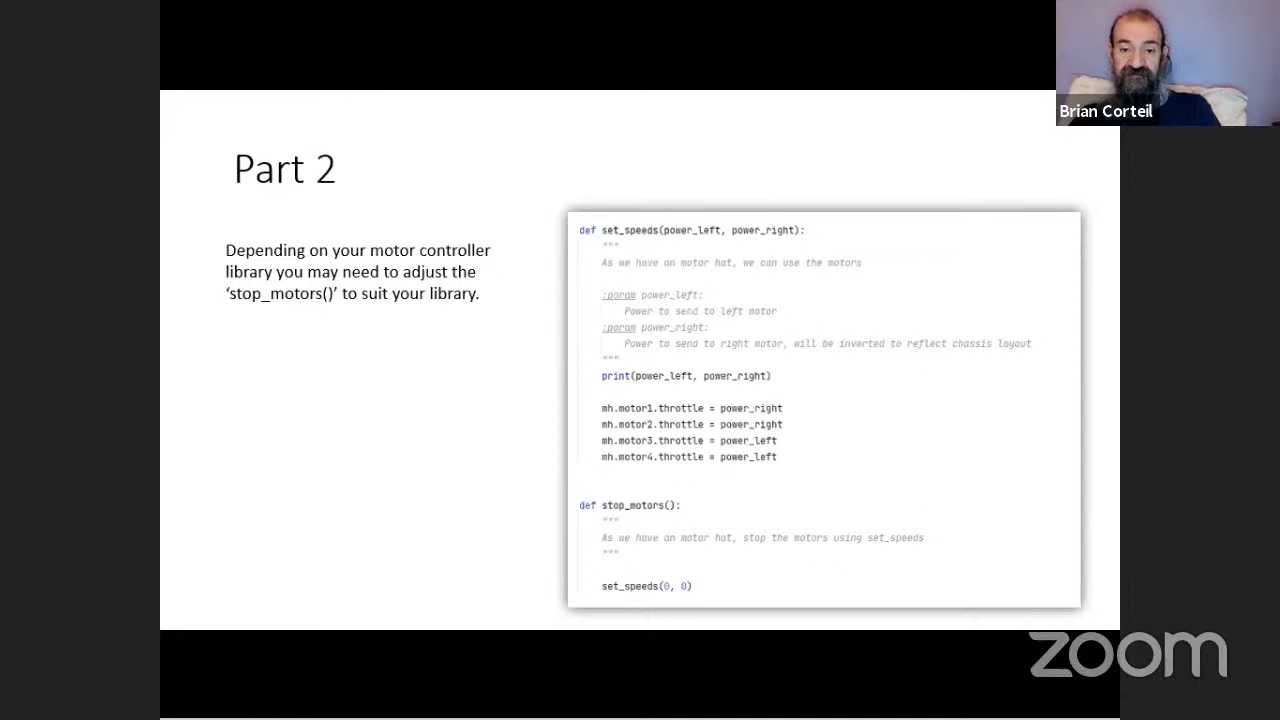 Brian Corteil
Part 2
Depending on your motor controller
library you may need to adjust the
‘stop_motors()’ to suit your library.
def set_speeds(power_left, power_right):
"""
As we have an motor hat, we can use the motors
:param power_left:
Power to send to left motor
:param power_right:
Power to send to right motor, will be inverted to reflect chassis layout
"""
print(power_left, power_right)
mh.motor1.throttle = power_right
mh.motor2.throttle = power_right
mh.motor3.throttle = power_left
mh.motor4.throttle = power_left
def stop_motors():
"""
As we have an motor hat, stop the motors using set_speeds
"""
set_speeds(0, 0)
zoom